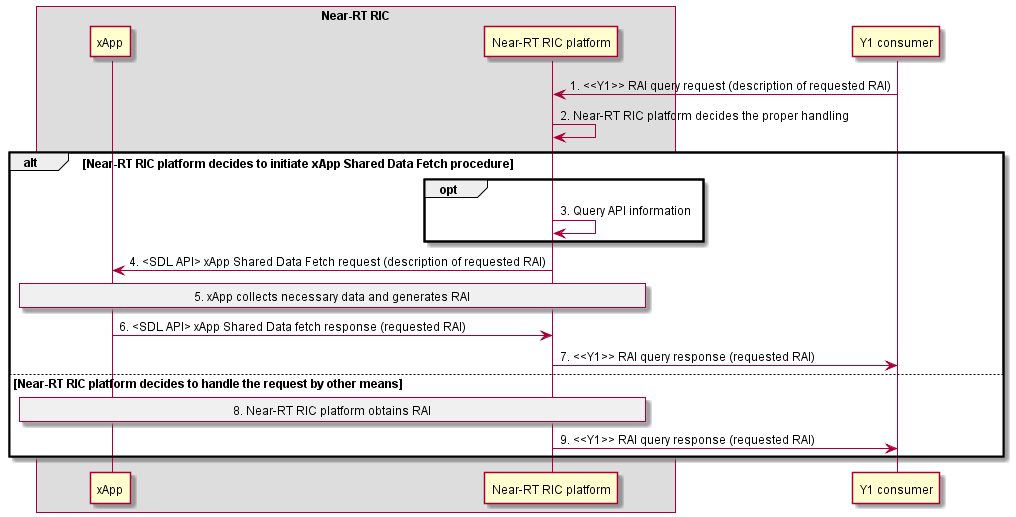 Near-RT RIC
xApp
Near-RT RIC platform
Y1 consumer
1. <<Y1>> RAI query request (description of requested RAI)
2. Near-RT RIC platform decides the proper handling
alt
[Near-RT RIC platform decides to initiate xApp Shared Data Fetch procedure]
opt
3. Query API information
4. <SDL API> xApp Shared Data Fetch request (description of requested RAI)
5. xApp collects necessary data and generates RAI
6. <SDL API> xApp Shared Data fetch response (requested RAI)
7. <<Y1>> RAI query response (requested RAI)
[Near-RT RIC platform decides to handle the request by other means]
8. Near-RT RIC platform obtains RAI
9. <<Y1>> RAI query response (requested RAI)
xApp
Near-RT RIC platform
Y1 consumer